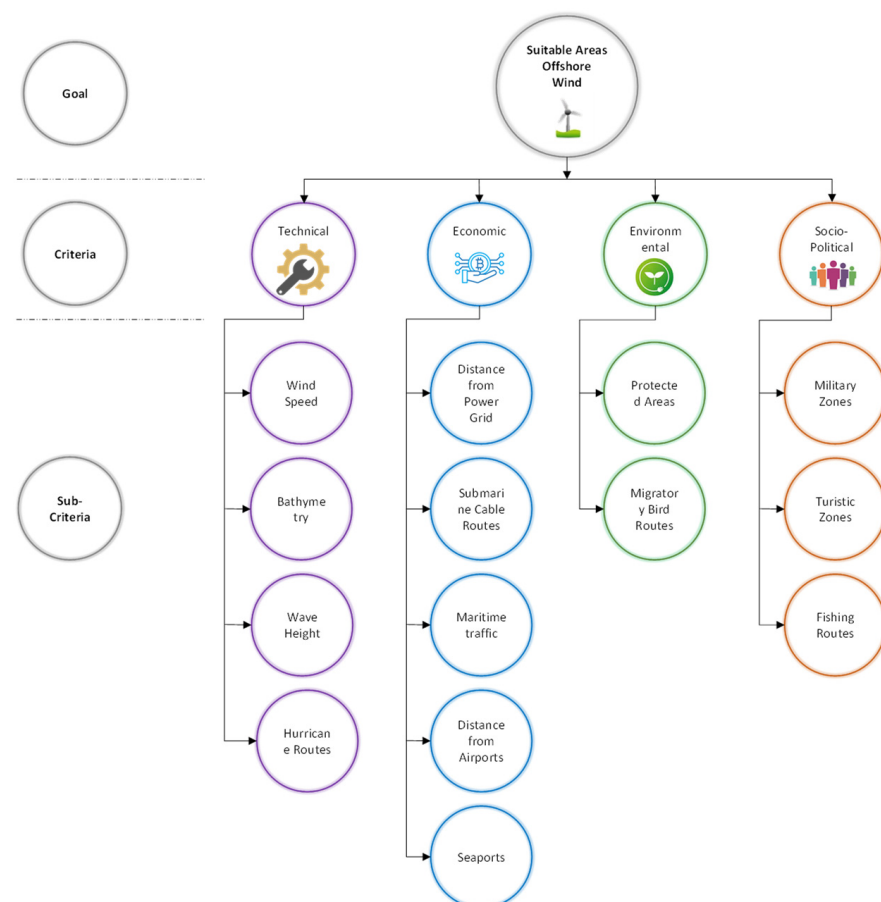 Suitable Areas
Offshore
Wind
Goal
Criteria
Technical
Economic
Environm
ental
Socio-
Political
Sub-
Criteria
Wind
Speed
Bathyme
try
Wave
Height
Hurrican
e Routes
Distance
from
Power
Grid
Submari
ne Cable
Routes
Maritime
traffic
Distance
from
Airports
Seaports
Protecte
d Areas
Migrator
y Bird
Routes
Military
Zones
Turistic
Zones
Fishing
Routes